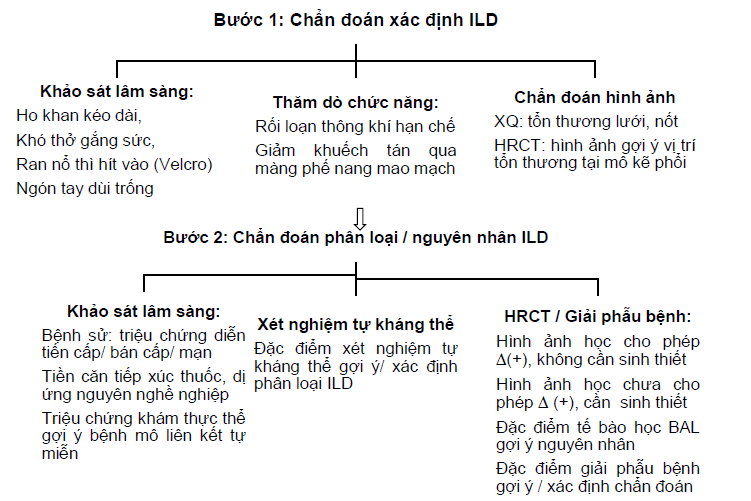 Bước 1: Chẩn đoán xác định ILD
Khảo sát lâm sàng:
Ho khan kéo dài,
Khó thở gắng sức,
Ran nổ thì hít vào (Velcro)
Ngón tay dùi trống
Thăm dò chức năng:
Rối loạn thông khí hạn chế
Giảm khuếch tán qua
màng phế nang mao mạch
Chẩn đoán hình ảnh
XQ: tổn thương lưới, nốt
HRCT: hình ảnh gợi ý vị trí
tổn thương tại mô kẽ phổi
Bước 2: Chẩn đoán phân loại / nguyên nhân ILD
Khảo sát lâm sàng:
Bệnh sử: triệu chứng diễn
tiến cấp/ bán cấp/ mạn
Tiền căn tiếp xúc thuốc, dị
ứng nguyên nghề nghiệp
Triệu chứng khám thực thể
gợi ý bệnh mô liên kết tự
miễn
Xét nghiệm tự kháng thể
Đặc điểm xét nghiệm tự
kháng thể gợi ý/ xác định
phân loại ILD
HRCT / Giải phẫu bệnh:
Hình ảnh học cho phép
∆(+), không cần sinh thiết
Hình ảnh học chưa cho
phép ∆ (+), cần sinh thiết
Đặc điểm tế bào học BAL
gợi ý nguyên nhân
Đặc điểm giải phẫu bệnh
gợi ý / xác định chẩn đoán